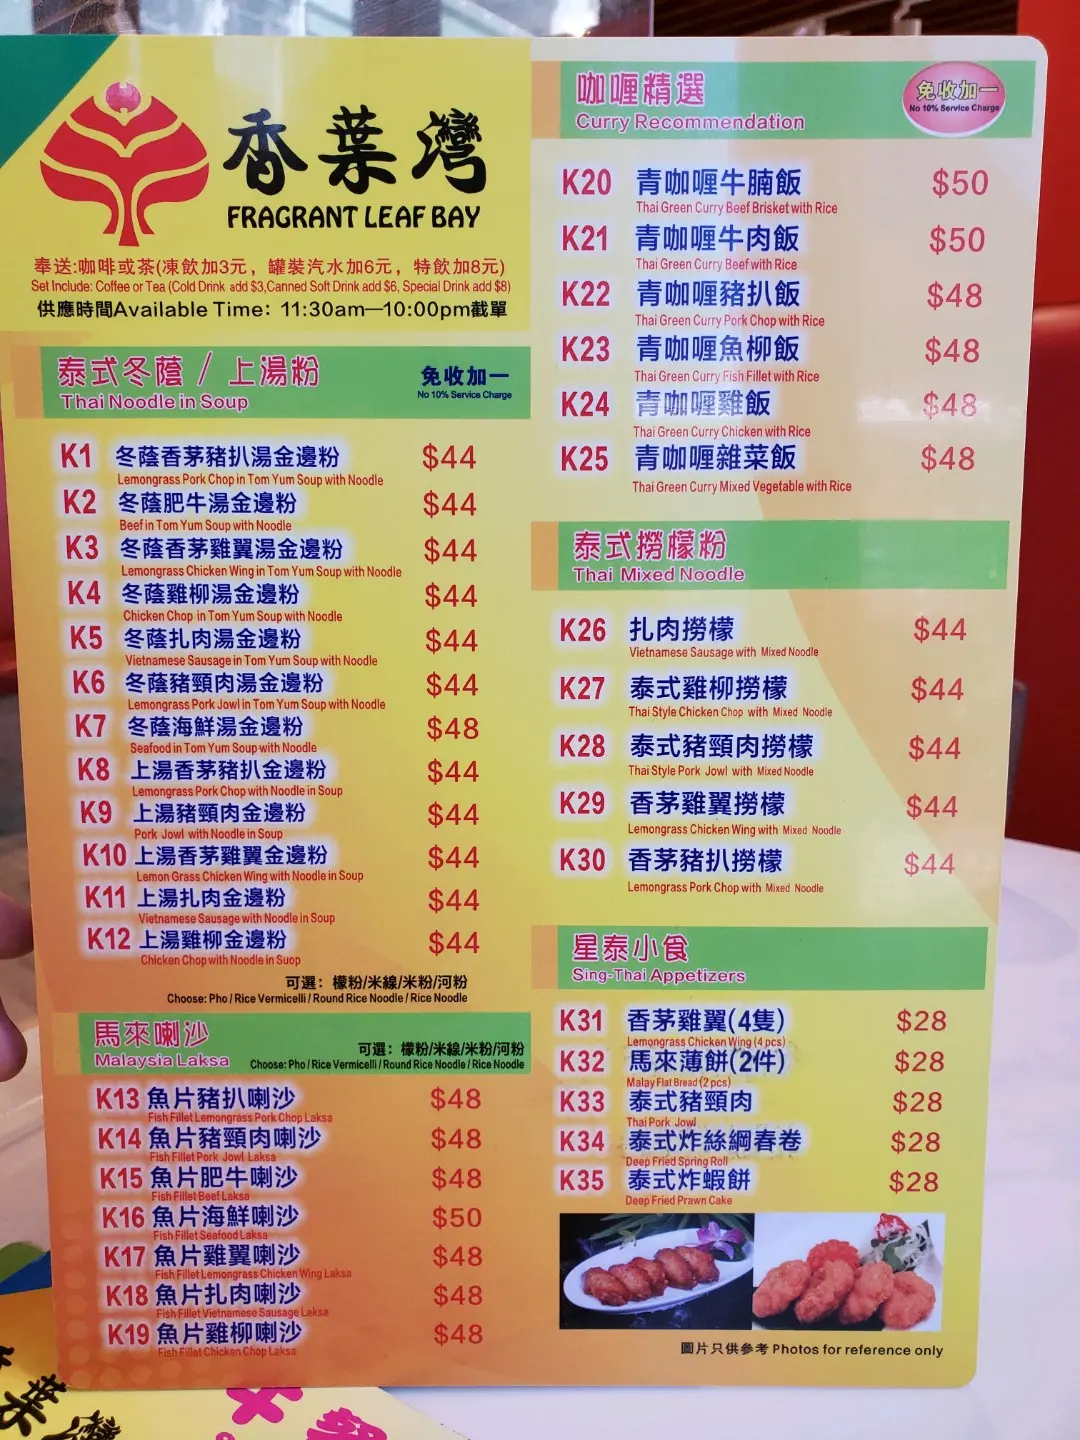 香葉灣
FRAGRANT LEAF BAY
奉送:咖啡或茶(凍飲加3元，罐裝汽水加6元，特飲加8元)
Set Include: Coffee or Tea (Cold Drink add $3,Canned Soft Drink add $6, Special Drink add $8)
供應時間Available Time: 11:30am—10:00pm截單
泰式冬蔭 / 上湯粉 免收加一
Thai Noodle in Soup No 10% Service Charge
K1 冬蔭香茅豬扒湯金邊粉 $44
Lemongrass Pork Chop in Tom Yum Soup with Noodle
K2 冬蔭肥牛湯金邊粉 $44
Beef in Tom Yum Soup with Noodle
K3 冬蔭香茅雞翼湯金邊粉 $44
Lemongrass Chicken Wing in Tom Yum Soup with Noodle
K4 冬蔭雞柳湯金邊粉 $44
Chicken Chop in Tom Yum Soup with Noodle
K5 冬蔭扎肉湯金邊粉 $44
Vietnamese Sausage in Tom Yum Soup with Noodle
K6 冬蔭豬頸肉湯金邊粉 $44
Lemongrass Pork Jowl in Tom Yum Soup with Noodle
K7 冬蔭海鮮湯金邊粉 $48
Seafood in Tom Yum Soup with Noodle
K8 上湯香茅豬扒金邊粉 $44
Lemongrass Pork Chop with Noodle in Soup
K9 上湯豬頸肉金邊粉 $44
Pork Jowl with Noodle in Soup
K10 上湯香茅雞翼金邊粉 $44
Lemon Grass Chicken Wing with Noodle in Soup
K11 上湯扎肉金邊粉 $44
Vietnamese Sausage with Noodle in Soup
K12 上湯雞柳金邊粉 $44
Chicken Chop with Noodle in Suop
可選：檬粉/米線/米粉/河粉
Choose: Pho / Rice Vermicelli / Round Rice Noodle / Rice Noodle
馬來喇沙 可選：檬粉/米線/米粉/河粉
Malaysia Laksa Choose: Pho / Rice Vermicelli / Round Rice Noodle / Rice Noodle
K13 魚片豬扒喇沙 $48
Fish Fillet Lemongrass Pork Chop Laksa
K14 魚片豬頸肉喇沙 $48
Fish Fillet Pork Jowl Laksa
K15 魚片肥牛喇沙 $48
Fish Fillet Beef Laksa
K16 魚片海鮮喇沙 $50
Fish Fillet Seafood Laksa
K17 魚片雞翼喇沙 $48
Fish Fillet Lemongrass Chicken Wing Laksa
K18 魚片扎肉喇沙 $48
Fish Fillet Vietnamese Sausage Laksa
K19 魚片雞柳喇沙 $48
Fish Fillet Chicken Chop Laksa
咖喱精選 免收加一
Curry Recommendation No 10% Service Charge
K20 青咖喱牛腩飯 $50
Thai Green Curry Beef Brisket with Rice
K21 青咖喱牛肉飯 $50
Thai Green Curry Beef with Rice
K22 青咖喱豬扒飯 $48
Thai Green Curry Pork Chop with Rice
K23 青咖喱魚柳飯 $48
Thai Green Curry Fish Fillet with Rice
K24 青咖喱雞飯 $48
Thai Green Curry Chicken with Rice
K25 青咖喱雜菜飯 $48
Thai Green Curry Mixed Vegetable with Rice
泰式撈檬粉
Thai Mixed Noodle
K26 扎肉撈檬 $44
Vietnamese Sausage with Mixed Noodle
K27 泰式雞柳撈檬 $44
Thai Style Chicken Chop with Mixed Noodle
K28 泰式豬頸肉撈檬 $44
Thai Style Pork Jowl with Mixed Noodle
K29 香茅雞翼撈檬 $44
Lemongrass Chicken Wing with Mixed Noodle
K30 香茅豬扒撈檬 $44
Lemongrass Pork Chop with Mixed Noodle
星泰小食
Sing-Thai Appetizers
K31 香茅雞翼(4隻) $28
Lemongrass Chicken Wing (4 pcs)
K32 馬來薄餅(2件) $28
Malay Flat Bread (2 pcs)
K33 泰式豬頸肉 $28
Thai Pork Jowl
K34 泰式炸絲綢春卷 $28
Deep Fried Spring Roll
K35 泰式炸蝦餅 $28
Deep Fried Prawn Cake
圖片只供參考 Photos for reference only
葉灣